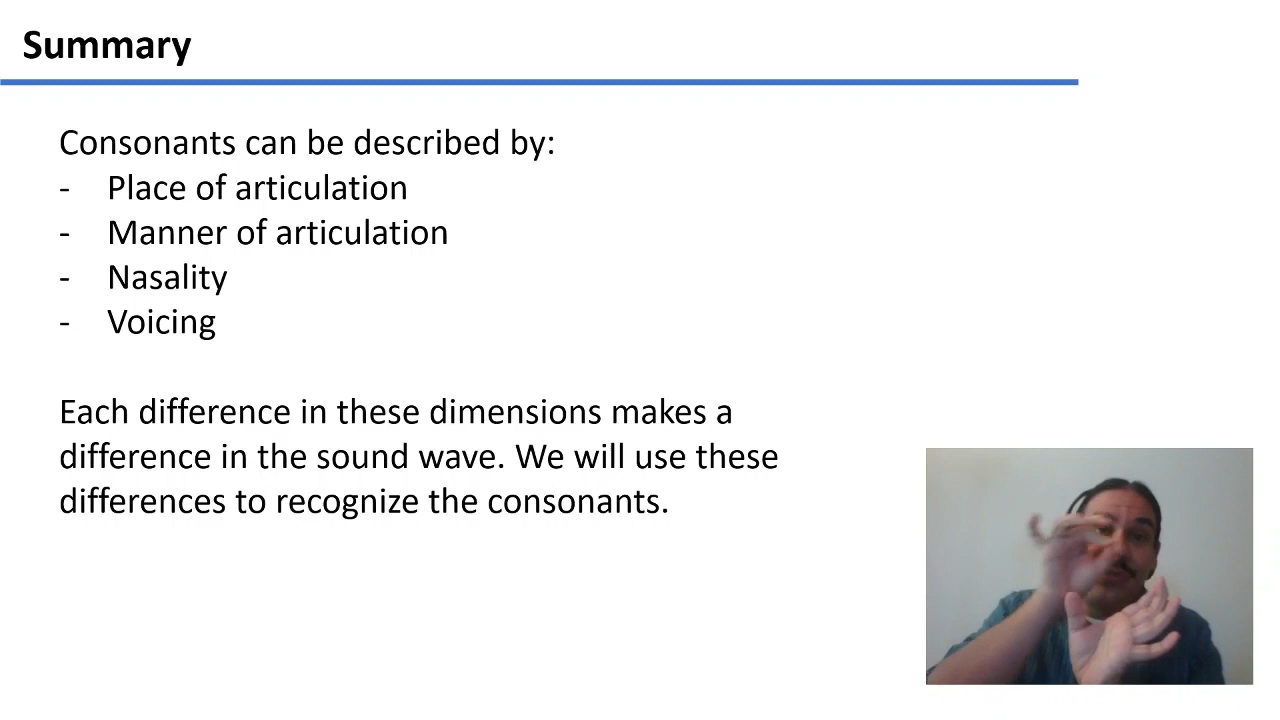 Summary
Consonants can be described by:
- Place of articulation
- Manner of articulation
- Nasality
- Voicing
Each difference in these dimensions makes a
difference in the sound wave. We will use these
differences to recognize the consonants.